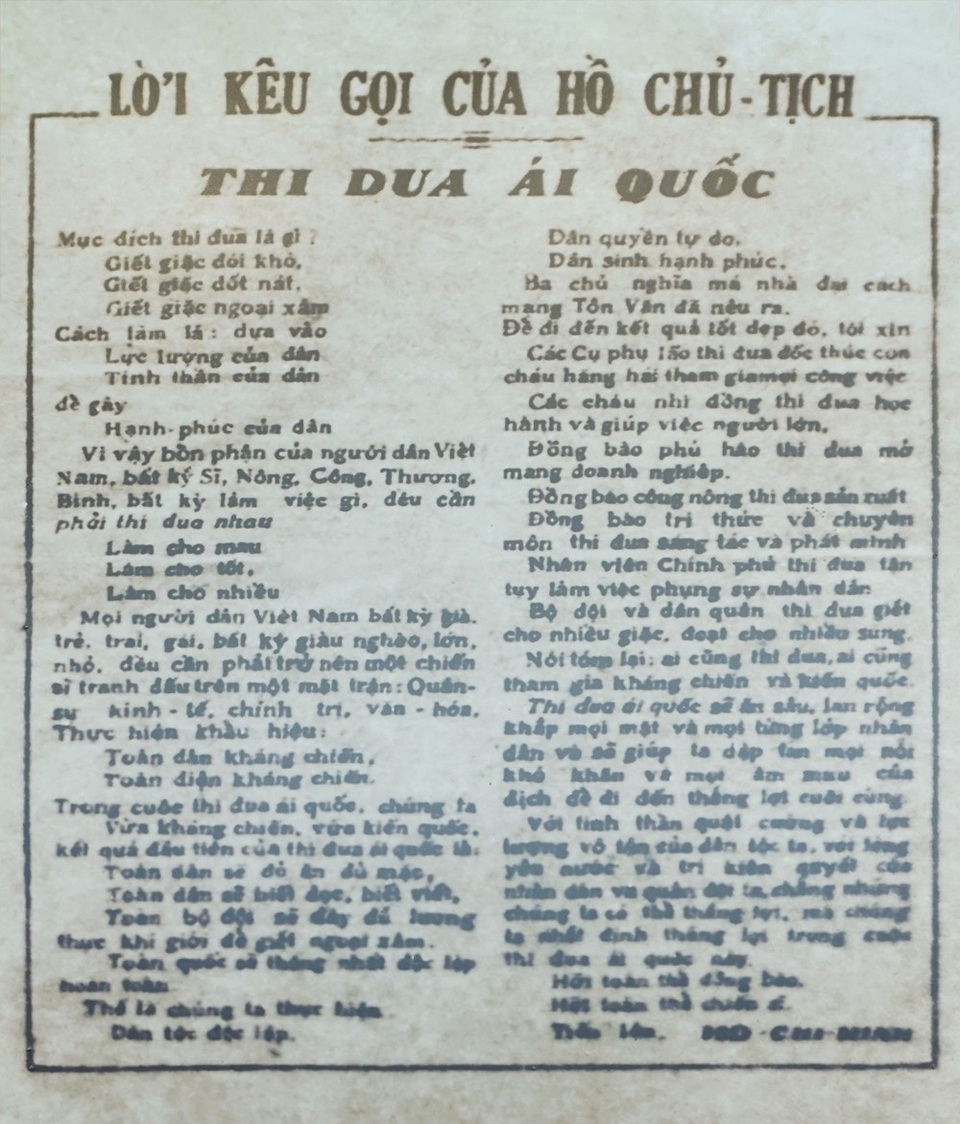 LỜI KÊU GỌI CỦA HỒ CHỦ-TỊCH
THI DUA ÁI QUỐC
Mục đích thi đua là gì ?
Giết giặc đói khổ,
Giết giặc dốt nát,
Giết giặc ngoại xâm
Cách làm là: dựa vào
Lực lượng của dân
Tinh thần của dân
để gây
Hạnh-phúc của dân
Vì vậy bổn phận của người dân Việt
Nam, bất kỳ Sĩ, Nông, Công, Thương,
Binh, bất kỳ làm việc gì, đều cần
phải thi đua nhau
Làm cho mau
Làm cho tốt,
Làm cho nhiều
Mọi người dân Việt Nam bất kỳ già,
trẻ, trai, gái, bất kỳ giàu nghèo, lớn,
nhỏ, đều cần phải trở nên một chiến
sĩ tranh đấu trên một mặt trận: Quân-
sự kinh-tế, chính trị, văn-hóa,
Thực hiện khẩu hiệu:
Toàn dân kháng chiến,
Toàn diện kháng chiến.
Trong cuộc thi đua ái quốc, chúng ta
Vừa kháng chiến, vừa kiến quốc,
kết quả đầu tiên của thi đua ái quốc là:
Toàn dân sẽ đủ ăn đủ mặc,
Toàn dân sẽ biết đọc, biết viết,
Toàn bộ đội sẽ đầy đủ lương
thực khí giới để giết ngoại xâm.
Toàn quốc sẽ thống nhất độc lập
hoàn toàn
Thế là chúng ta thực hiện
Dân tộc độc lập.
Dân quyền tự do,
Dân sinh hạnh phúc,
Ba chủ nghĩa mà nhà đại cách
mạng Tôn Văn đã nêu ra.
Để đi đến kết quả tốt đẹp đó, tôi xin
Các Cụ phụ lão thi đua đốc thúc con
cháu hăng hái tham gia mọi công việc
Các cháu nhi đồng thi đua học
hành và giúp việc người lớn,
Đồng bào phú hào thi đua mở
mang doanh nghiệp.
Đồng bào công nông thi đua sản xuất
Đồng bào trí thức và chuyên
môn thi đua sáng tác và phát minh
Nhân viên Chính phủ thi đua tận
tụy làm việc phụng sự nhân dân
Bộ đội và dân quân thi đua giết
cho nhiều giặc, đoạt cho nhiều súng.
Nói tóm lại: ai cũng thi đua, ai cũng
tham gia kháng chiến và kiến quốc.
Thi đua ái quốc sẽ ăn sâu, lan rộng
khắp mọi mặt và mọi từng lớp nhân
dân và sẽ giúp ta dập tan mọi nỗi
khó khăn và mọi âm mưu của
địch để đi đến thắng lợi cuối cùng.
Với tinh thần quật cường và lực
lượng vô tận của dân tộc ta, với lòng
yêu nước và trí kiên quyết của
nhân dân và quân đội ta, chẳng những
chúng ta có thể thắng lợi, mà chúng
ta nhất định thắng lợi trong cuộc
thi đua ái quốc này.
Hỡi toàn thể đồng bào.
Hỡi toàn thể chiến sĩ.
Tiến lên. HỒ-CHÍ-MINH